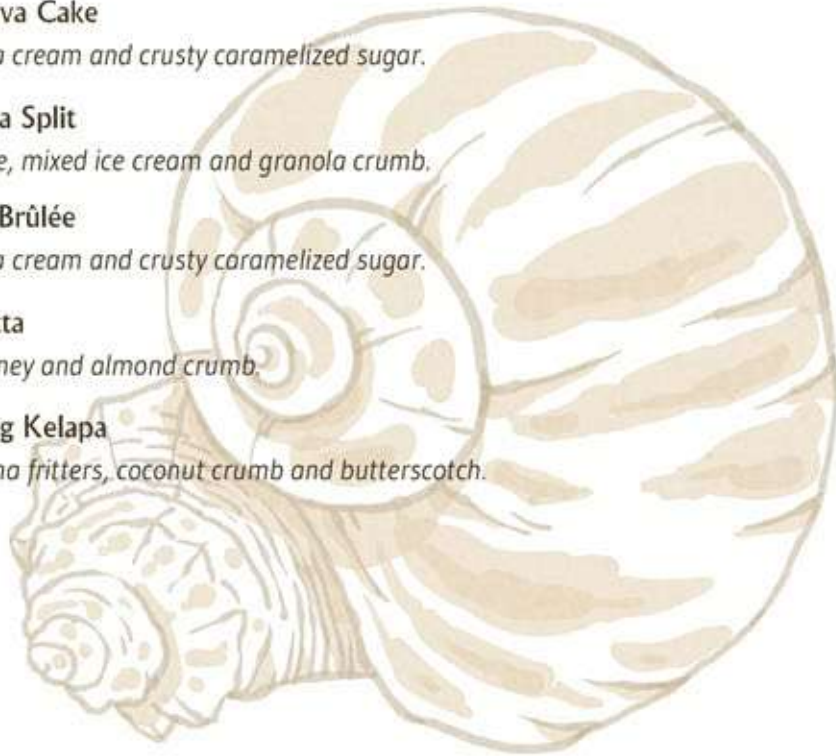 va Cake
cream and crusty caramelized sugar.
a Split
e, mixed ice cream and granola crumb.
Brûlée
cream and crusty caramelized sugar.
ta
ney and almond crumb.
g Kelapa
na fritters, coconut crumb and butterscotch.